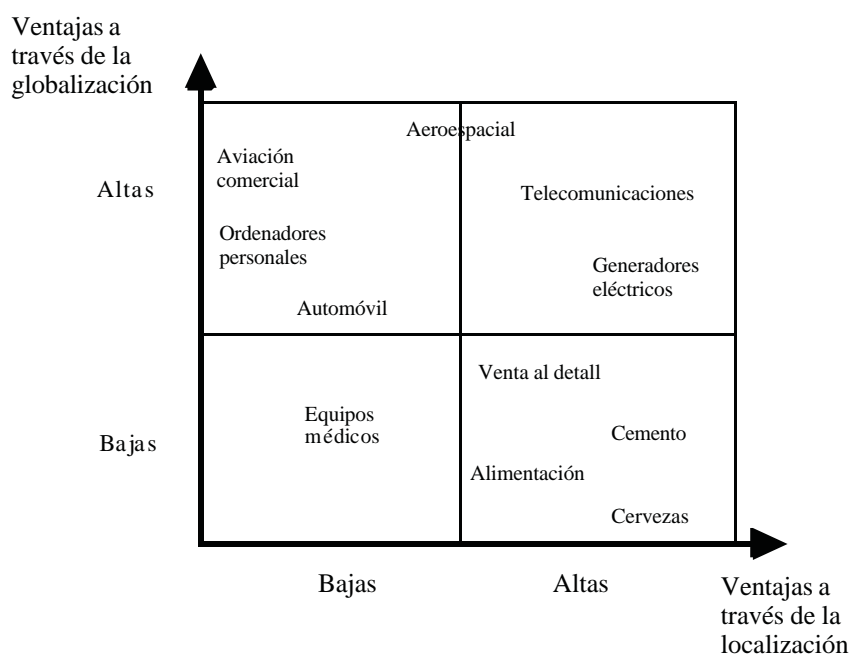 Ventajas a
través de la
globalización
Aeroespacial
Aviación
comercial
Altas
Telecomunicaciones
Ordenadores
personales
Generadores
eléctricos
Automóvil
Venta al detall
Equipos
médicos
Cemento
Bajas
Alimentación
Cervezas
Bajas
Altas
Ventajas a
través de la
localización